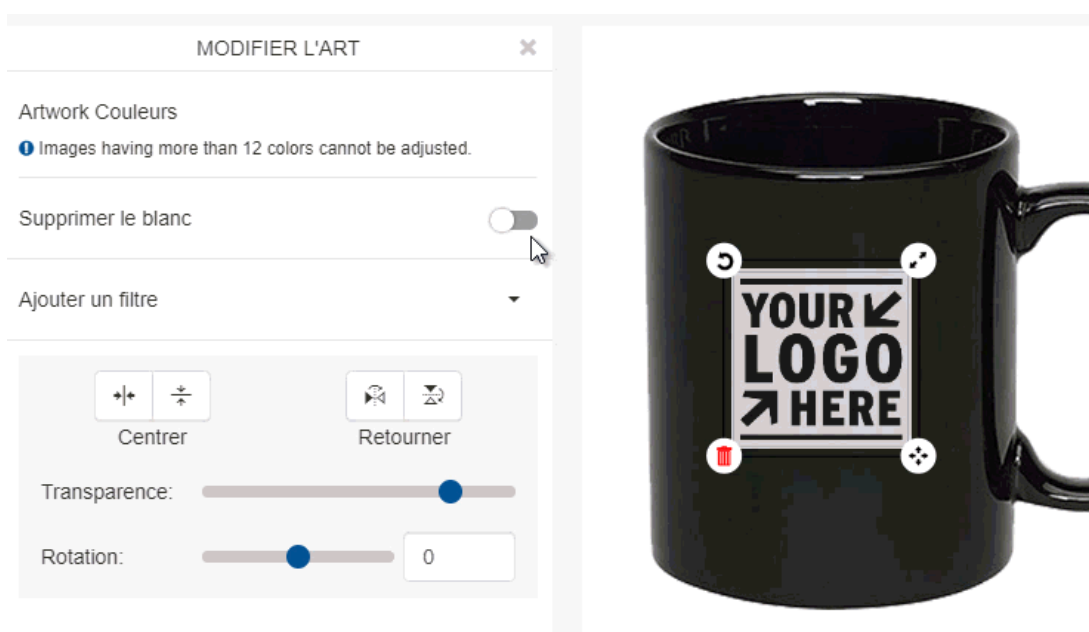 MODIFIER L'ART
Artwork Couleurs
Images having more than 12 colors cannot be adjusted.
Supprimer le blanc
Ajouter un filtre
Centrer
Retourner
Transparence:
Rotation:
0
YOUR
LOGO
HERE